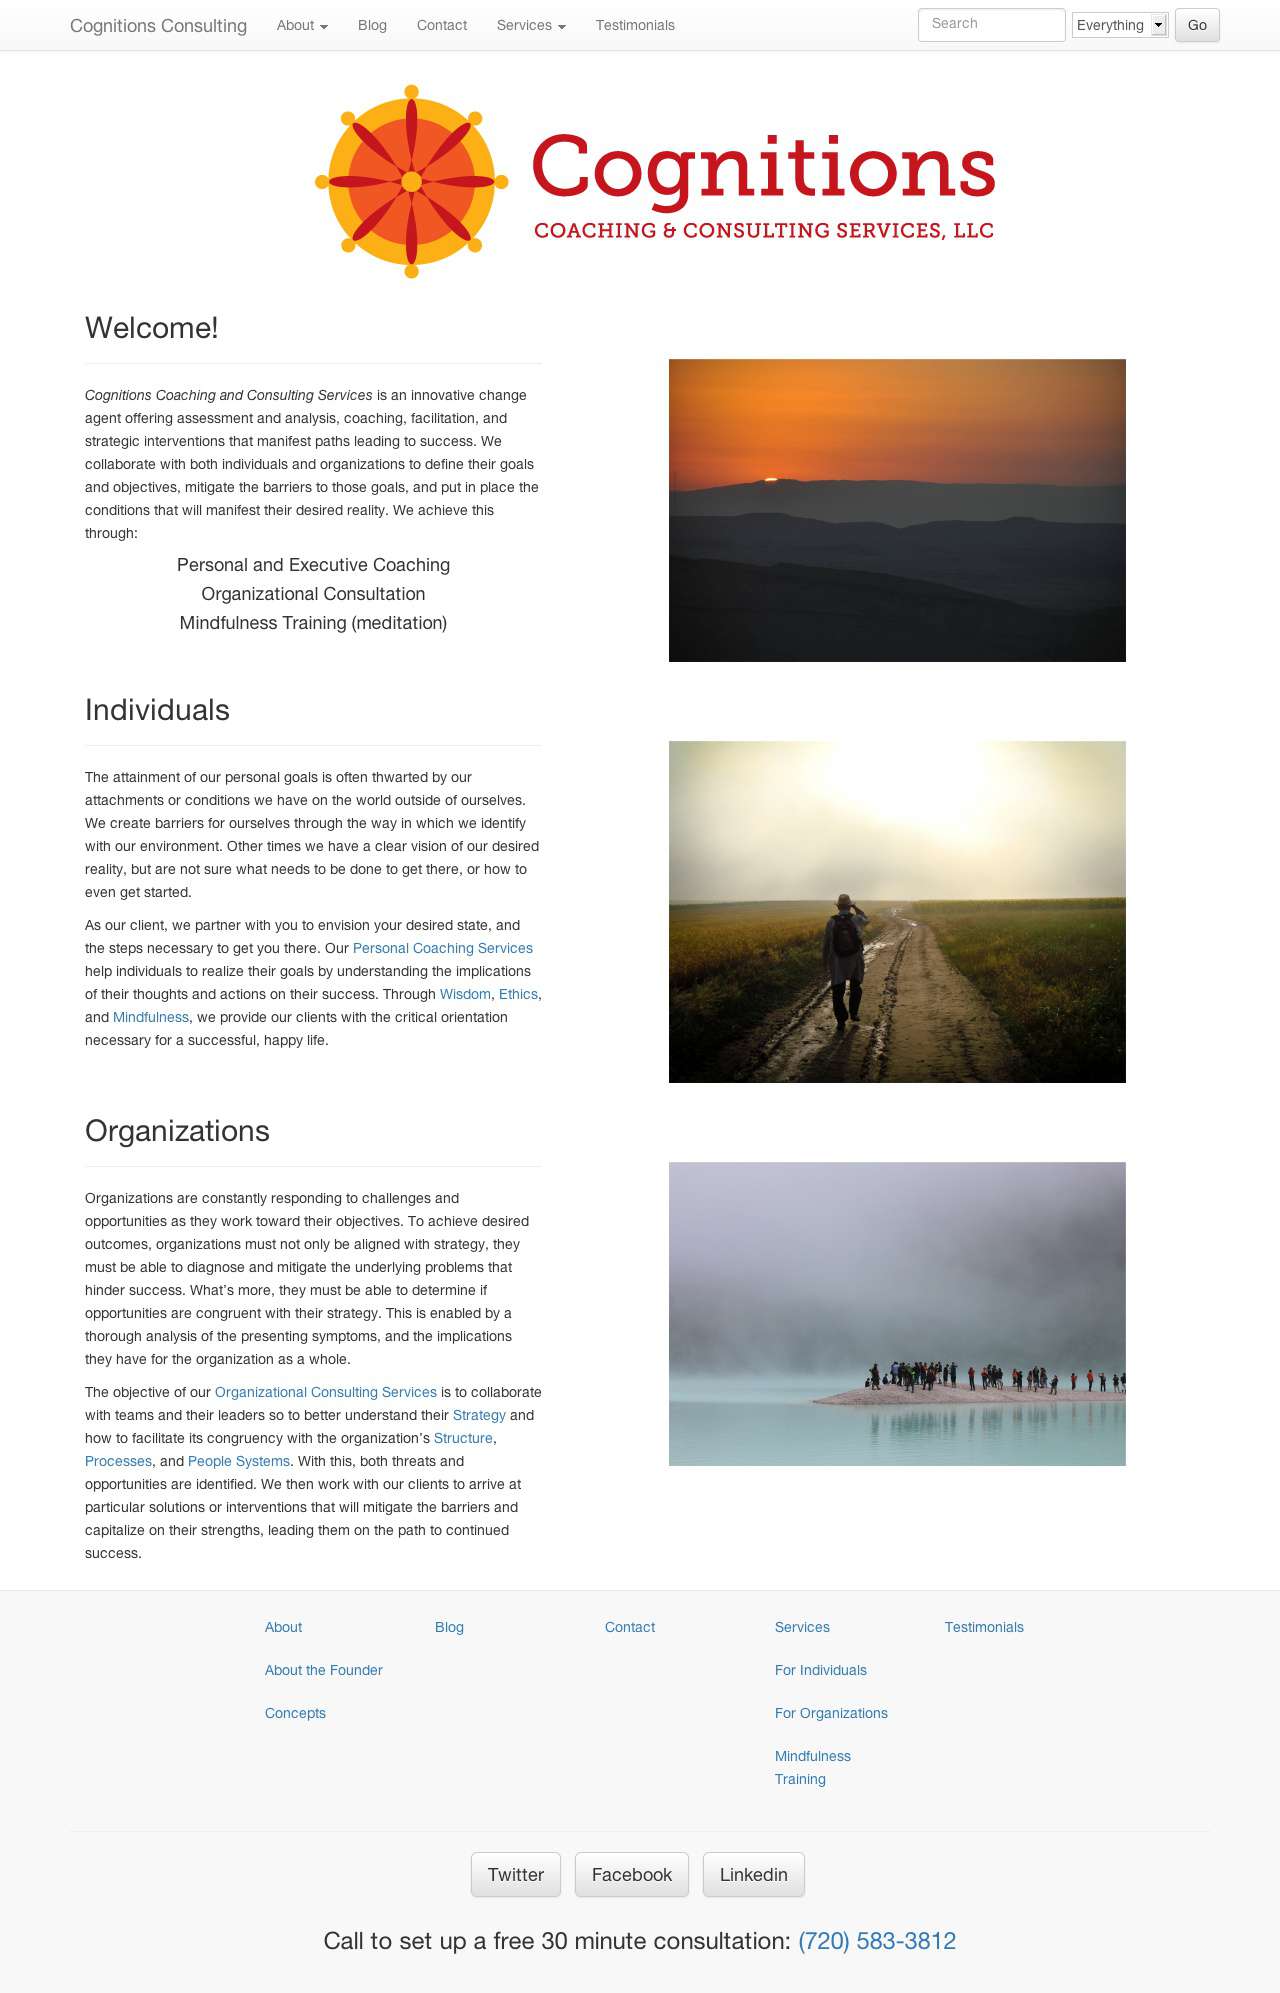 Cognitions Consulting About Blog Contact Services Testimonials Search Everything Go
Cognitions
COACHING & CONSULTING SERVICES, LLC
Welcome!
Cognitions Coaching and Consulting Services is an innovative change
agent offering assessment and analysis, coaching, facilitation, and
strategic interventions that manifest paths leading to success. We
collaborate with both individuals and organizations to define their goals
and objectives, mitigate the barriers to those goals, and put in place the
conditions that will manifest their desired reality. We achieve this
through:
Personal and Executive Coaching
Organizational Consultation
Mindfulness Training (meditation)
Individuals
The attainment of our personal goals is often thwarted by our
attachments or conditions we have on the world outside of ourselves.
We create barriers for ourselves through the way in which we identify
with our environment. Other times we have a clear vision of our desired
reality, but are not sure what needs to be done to get there, or how to
even get started.
As our client, we partner with you to envision your desired state, and
the steps necessary to get you there. Our Personal Coaching Services
help individuals to realize their goals by understanding the implications
of their thoughts and actions on their success. Through Wisdom, Ethics,
and Mindfulness, we provide our clients with the critical orientation
necessary for a successful, happy life.
Organizations
Organizations are constantly responding to challenges and
opportunities as they work toward their objectives. To achieve desired
outcomes, organizations must not only be aligned with strategy, they
must be able to diagnose and mitigate the underlying problems that
hinder success. What's more, they must be able to determine if
opportunities are congruent with their strategy. This is enabled by a
thorough analysis of the presenting symptoms, and the implications
they have for the organization as a whole.
The objective of our Organizational Consulting Services is to collaborate
with teams and their leaders so to better understand their Strategy and
how to facilitate its congruency with the organization's Structure,
Processes, and People Systems. With this, both threats and
opportunities are identified. We then work with our clients to arrive at
particular solutions or interventions that will mitigate the barriers and
capitalize on their strengths, leading them on the path to continued
success.
About Blog Contact Services Testimonials
About the Founder For Individuals
Concepts For Organizations
Mindfulness
Training
Twitter Facebook Linkedin
Call to set up a free 30 minute consultation: (720) 583-3812